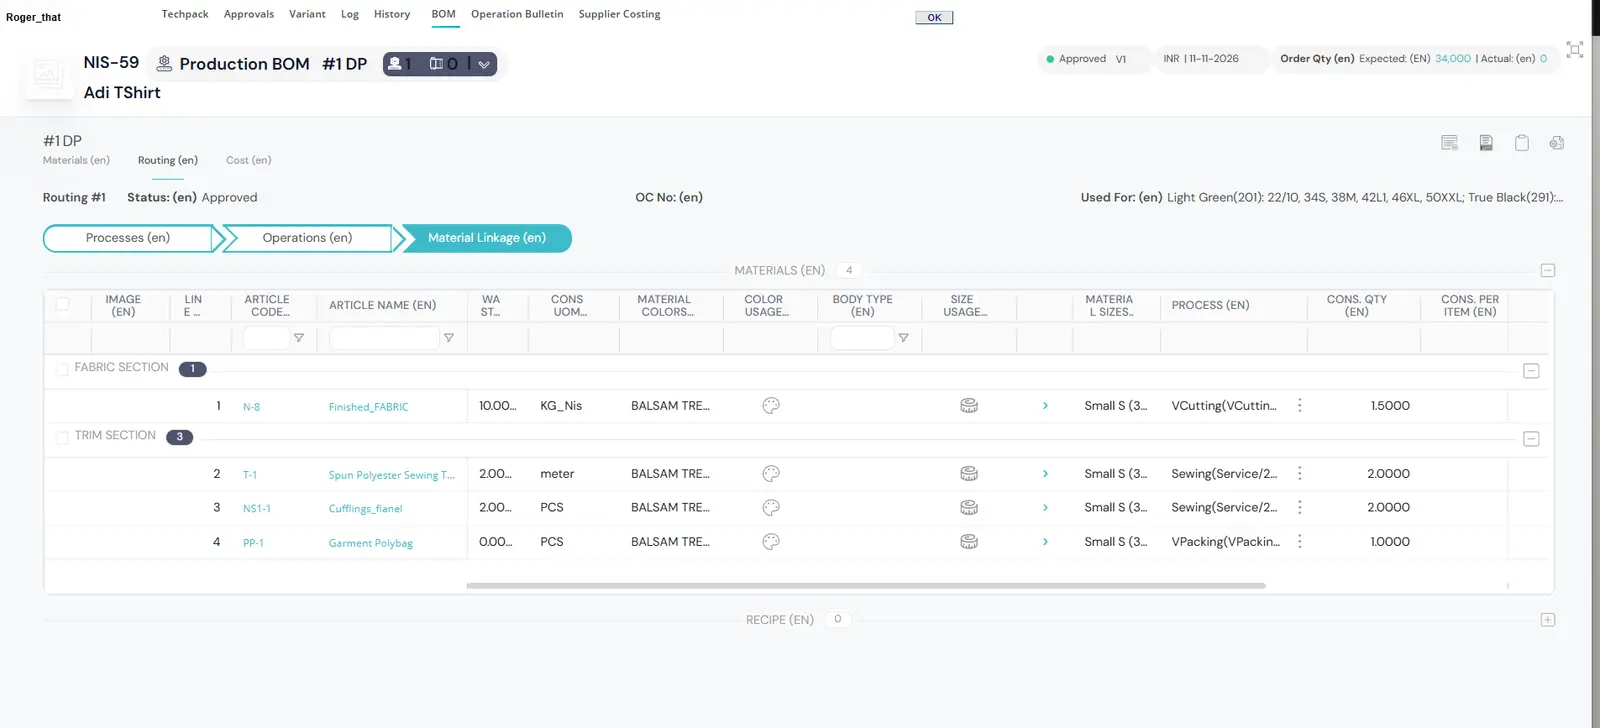 Roger_that
Techpack Approvals Variant Log History BOM Operation Bulletin Supplier Costing
OK
NIS-59 Production BOM #1 DP 1 0
Adi TShirt
Approved V1 INR | 11-11-2026 Order Qty (en) Expected: (EN) 34,000 | Actual: (en) 0
#1 DP
Materials (en) Routing (en) Cost (en)
Routing #1 Status: (en) Approved OC No: (en) Used For: (en) Light Green(201): 22/10, 34S, 38M, 42L1, 46XL, 50XXL; True Black(291):...
Processes (en) Operations (en) Material Linkage (en)
MATERIALS (EN) 4
IMAGE (EN) LIN E ... ARTICLE CODE... ARTICLE NAME (EN) WA ST... CONS UOM... MATERIAL COLORS... COLOR USAGE... BODY TYPE (EN) SIZE USAGE... MATERIA L SIZES.. PROCESS (EN) CONS. QTY (EN) CONS. PER ITEM (EN)
FABRIC SECTION 1
1 N-8 Finished_FABRIC 10.00... KG_Nis BALSAM TRE... Small S (3... VCutting(VCuttin... 1.5000
TRIM SECTION 3
2 T-1 Spun Polyester Sewing T... 2.00... meter BALSAM TRE... Small S (3... Sewing(Service/2... 2.0000
3 NS1-1 Cufflings_flanel 2.00... PCS BALSAM TRE... Small S (3... Sewing(Service/2... 2.0000
4 PP-1 Garment Polybag 0.00... PCS BALSAM TRE... Small S (3... VPacking(VPackin... 1.0000
RECIPE (EN) 0